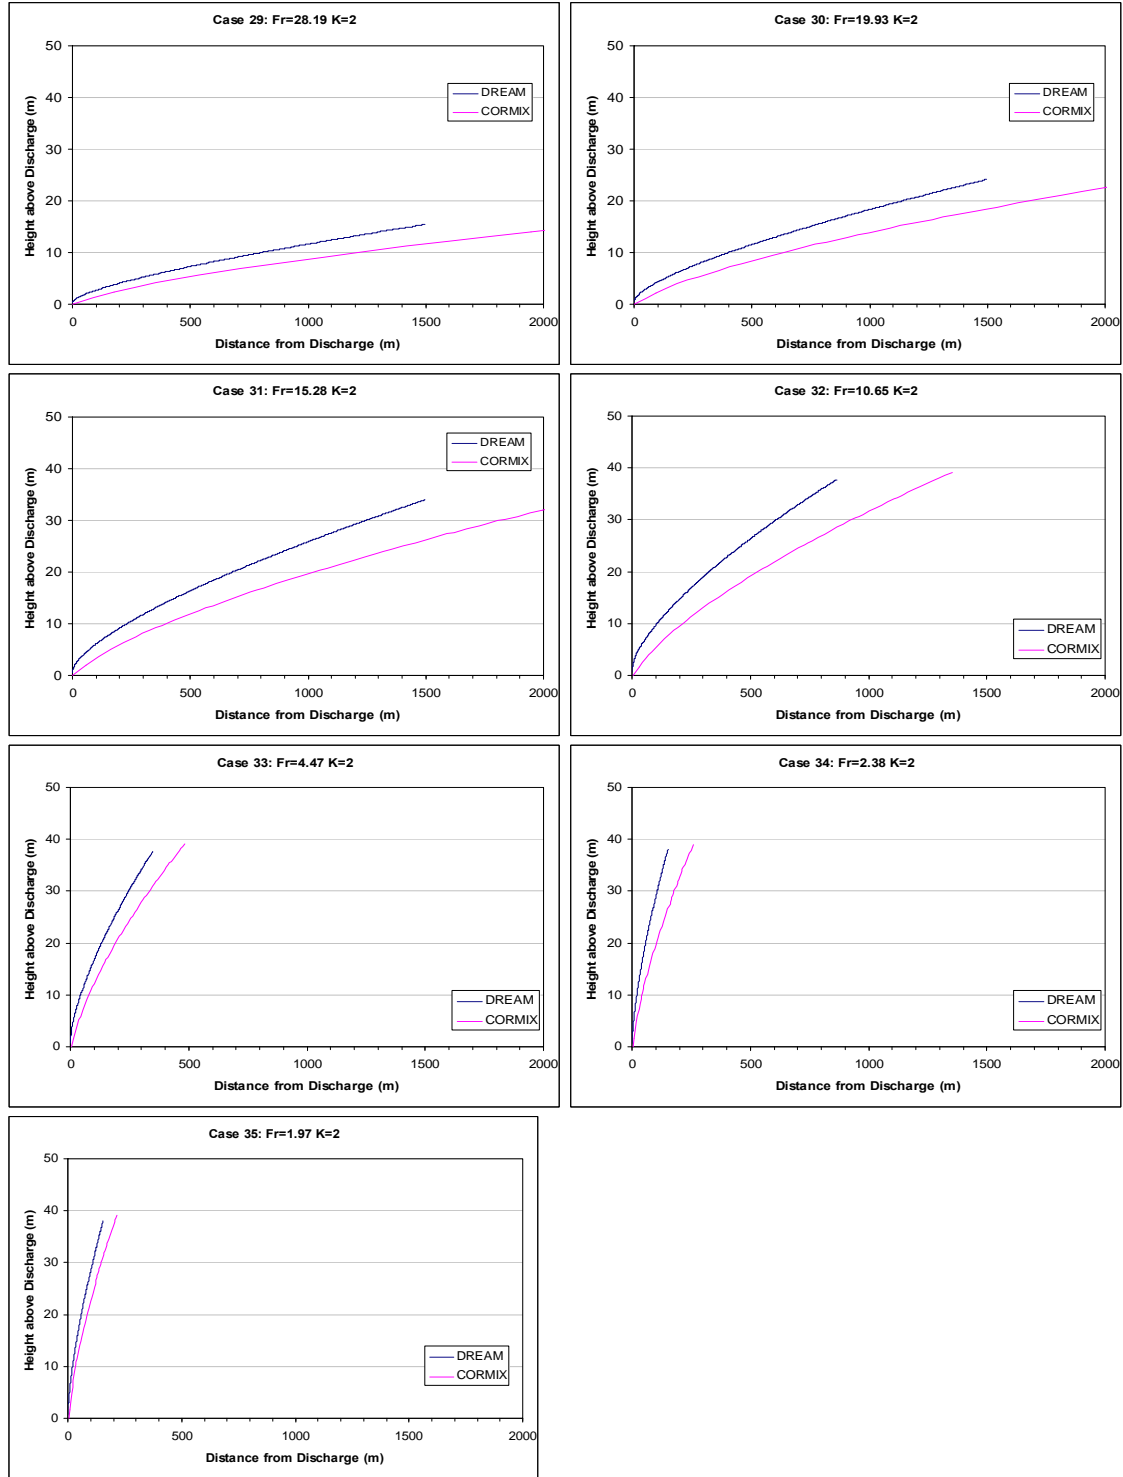 Case 29: Fr=28.19 K=2
50
40
30
20
10
0
Height above Discharge (m)
DREAM
CORMIX
0 500 1000 1500 2000
Distance from Discharge (m)
Case 30: Fr=19.93 K=2
50
40
30
20
10
0
Height above Discharge (m)
DREAM
CORMIX
0 500 1000 1500 2000
Distance from Discharge (m)
Case 31: Fr=15.28 K=2
50
40
30
20
10
0
Height above Discharge (m)
DREAM
CORMIX
0 500 1000 1500 2000
Distance from Discharge (m)
Case 32: Fr=10.65 K=2
50
40
30
20
10
0
Height above Discharge (m)
DREAM
CORMIX
0 500 1000 1500 2000
Distance from Discharge (m)
Case 33: Fr=4.47 K=2
50
40
30
20
10
0
Height above Discharge (m)
DREAM
CORMIX
0 500 1000 1500 2000
Distance from Discharge (m)
Case 34: Fr=2.38 K=2
50
40
30
20
10
0
Height above Discharge (m)
DREAM
CORMIX
0 500 1000 1500 2000
Distance from Discharge (m)
Case 35: Fr=1.97 K=2
50
40
30
20
10
0
Height above Discharge (m)
DREAM
CORMIX
0 500 1000 1500 2000
Distance from Discharge (m)